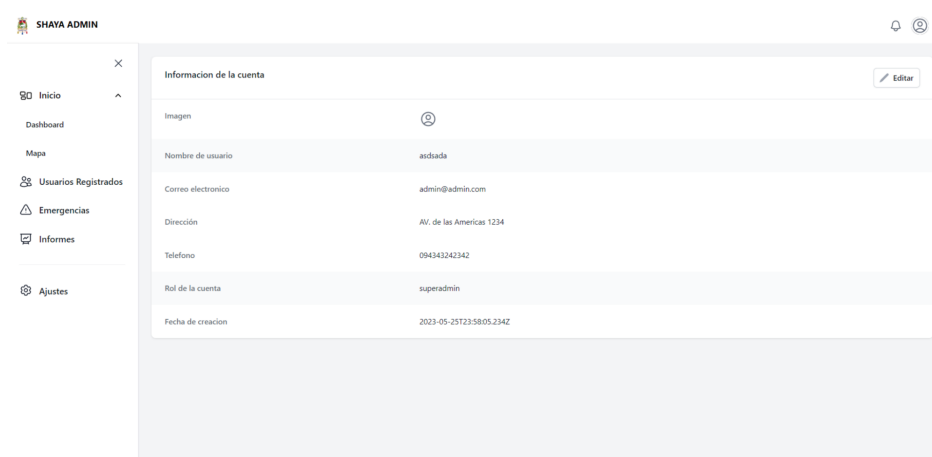 SHAYA ADMIN
Inicio
Dashboard
Mapa
Usuarios Registrados
Emergencias
Informes
Ajustes
Informacion de la cuenta
Editar
Imagen
Nombre de usuario asdsada
Correo electronico admin@admin.com
Dirección AV. de las Americas 1234
Telefono 094343242342
Rol de la cuenta superadmin
Fecha de creacion 2023-05-25T23:58:05.234Z